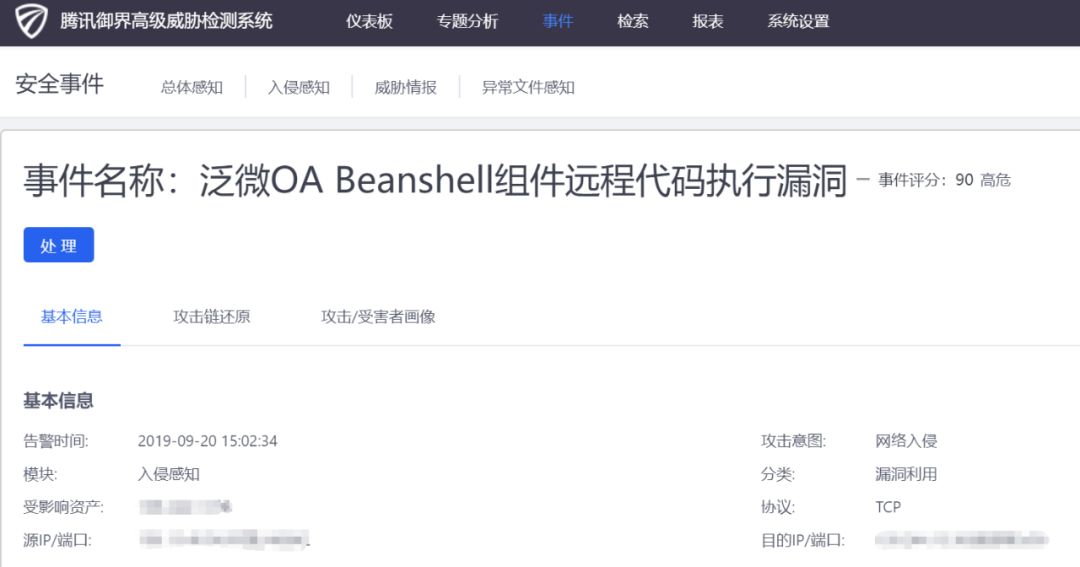 腾讯御界高级威胁检测系统 仪表板 专题分析 事件 检索 报表 系统设置
安全事件 总体感知 入侵感知 威胁情报 异常文件感知
事件名称：泛微OA Beanshell组件远程代码执行漏洞 — 事件评分：90 高危
处 理
基本信息 攻击链还原 攻击/受害者画像
基本信息
告警时间: 2019-09-20 15:02:34 攻击意图: 网络入侵
模块: 入侵感知 分类: 漏洞利用
受影响资产: 协议: TCP
源IP/端口: 目的IP/端口: